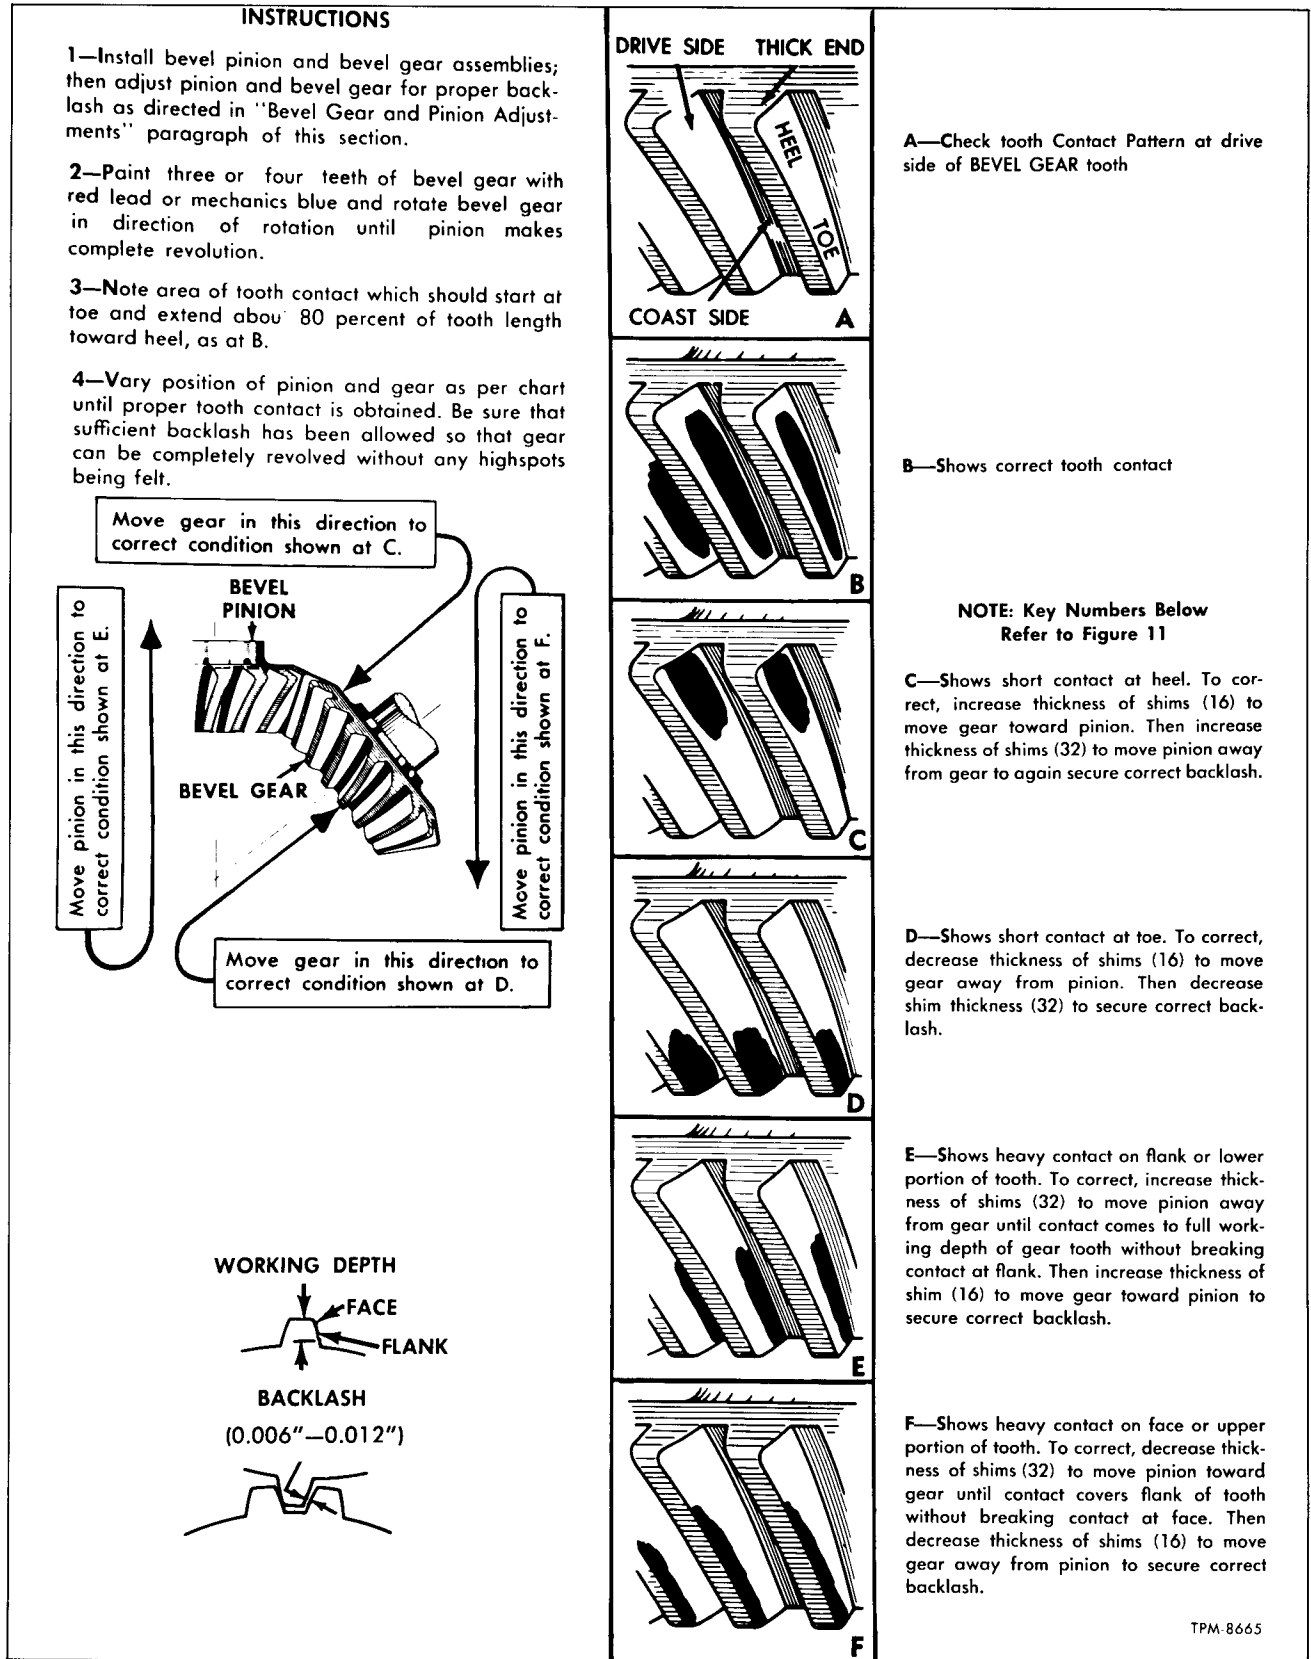 INSTRUCTIONS
1—Install bevel pinion and bevel gear assemblies;
then adjust pinion and bevel gear for proper back-
lash as directed in "Bevel Gear and Pinion Adjust-
ments" paragraph of this section.
2—Paint three or four teeth of bevel gear with
red lead or mechanics blue and rotate bevel gear
in direction of rotation until pinion makes
complete revolution.
3—Note area of tooth contact which should start at
toe and extend abou 80 percent of tooth length
toward heel, as at B.
4—Vary position of pinion and gear as per chart
until proper tooth contact is obtained. Be sure that
sufficient backlash has been allowed so that gear
can be completely revolved without any highspots
being felt.
Move gear in this direction to
correct condition shown at C.
BEVEL
PINION
Move pinion in this direction to
correct condition shown at E.
Move pinion in this direction to
correct condition shown at F.
BEVEL GEAR
Move gear in this direction to
correct condition shown at D.
WORKING DEPTH
FACE
FLANK
BACKLASH
(0.006"—0.012")
DRIVE SIDE THICK END
HEEL
TOE
COAST SIDE
A
B
C
D
E
F
A—Check tooth Contact Pattern at drive
side of BEVEL GEAR tooth
B—Shows correct tooth contact
NOTE: Key Numbers Below
Refer to Figure 11
C—Shows short contact at heel. To cor-
rect, increase thickness of shims (16) to
move gear toward pinion. Then increase
thickness of shims (32) to move pinion away
from gear to again secure correct backlash.
D—Shows short contact at toe. To correct,
decrease thickness of shims (16) to move
gear away from pinion. Then decrease
shim thickness (32) to secure correct back-
lash.
E—Shows heavy contact on flank or lower
portion of tooth. To correct, increase thick-
ness of shims (32) to move pinion away
from gear until contact comes to full work-
ing depth of gear tooth without breaking
contact at flank. Then increase thickness of
shim (16) to move gear toward pinion to
secure correct backlash.
F—Shows heavy contact on face or upper
portion of tooth. To correct, decrease thick-
ness of shims (32) to move pinion toward
gear until contact covers flank of tooth
without breaking contact at face. Then
decrease thickness of shims (16) to move
gear away from pinion to secure correct
backlash.
TPM-8665